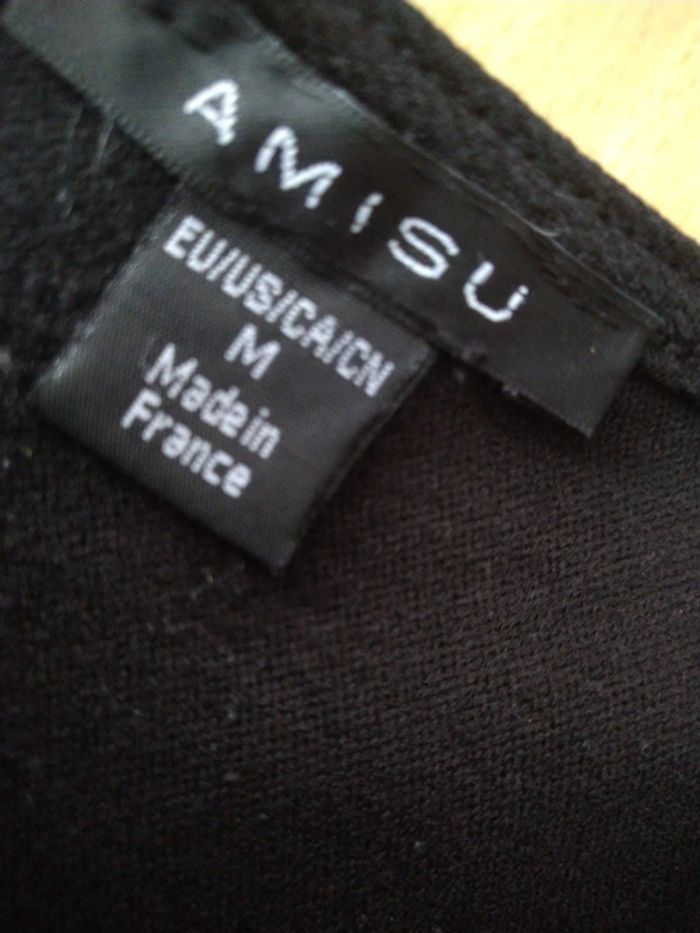 AMISU
EU/US/CA/CN
M
Made in
France